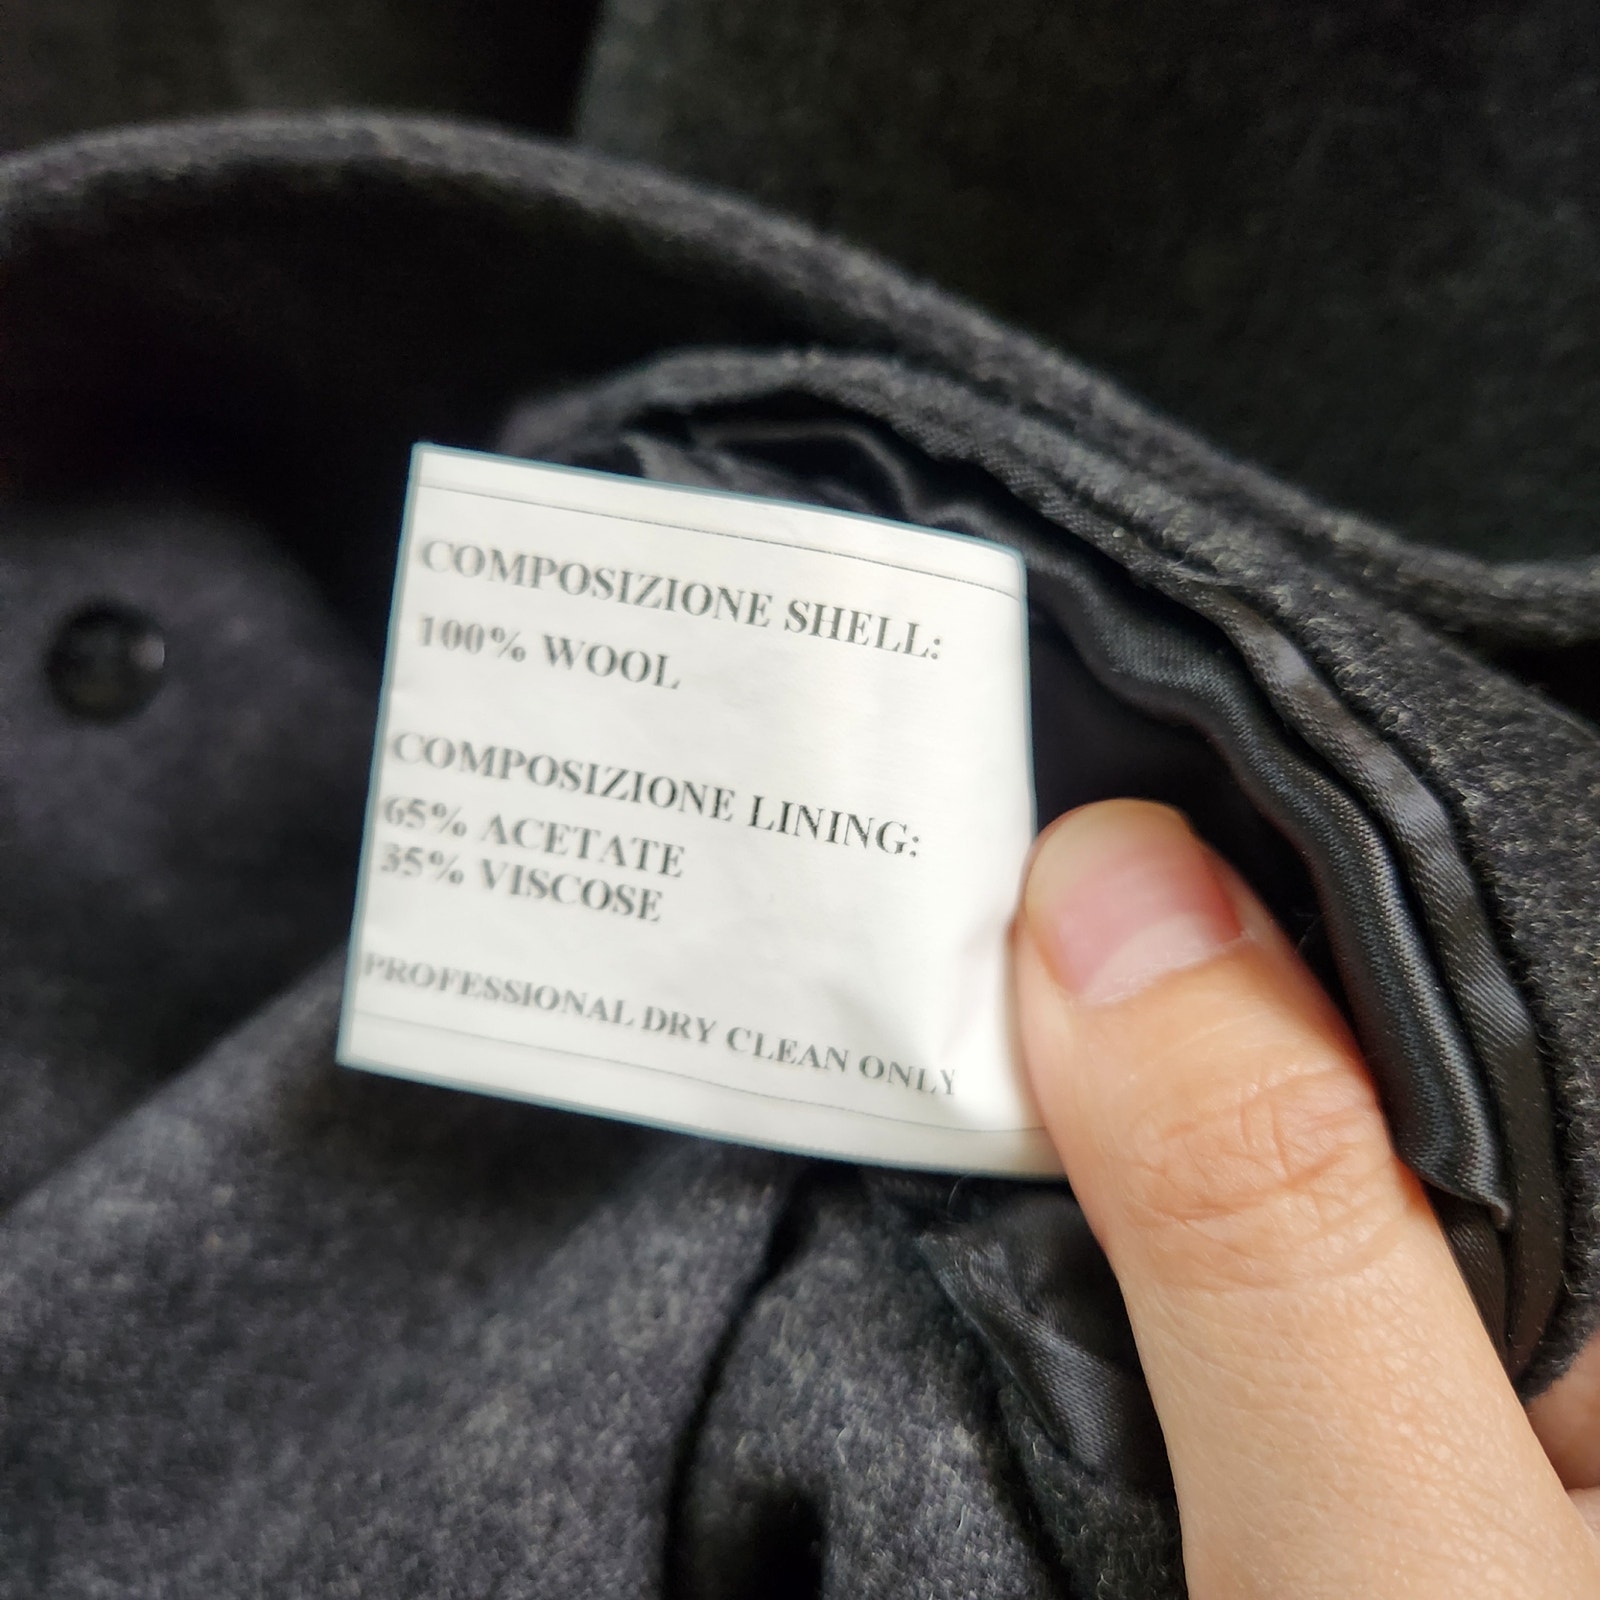 COMPOSIZIONE SHELL:
100% WOOL
COMPOSIZIONE LINING:
65% ACETATE
35% VISCOSE
PROFESSIONAL DRY CLEAN ONLY